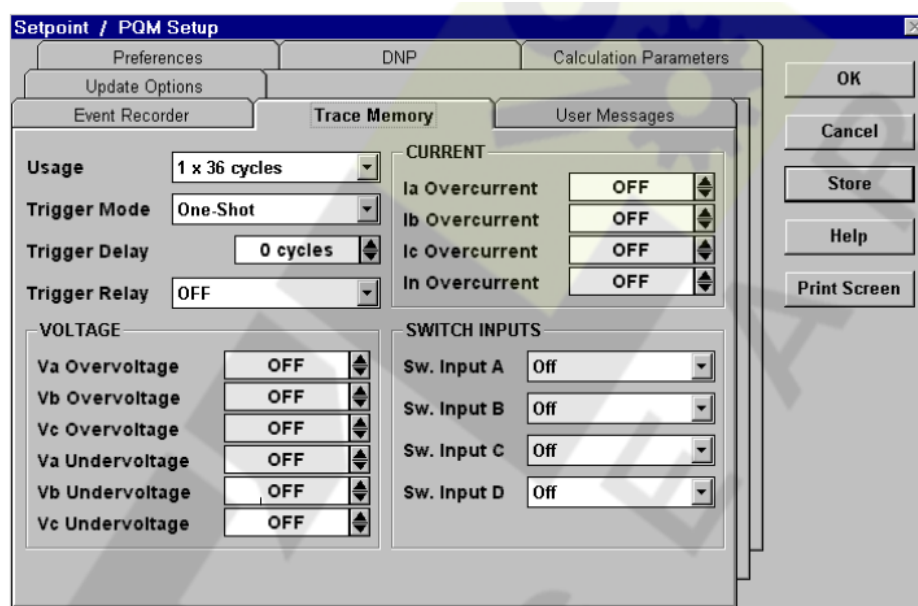 Setpoint / PQM Setup
Preferences
DNP
Calculation Parameters
Update Options
Event Recorder
Trace Memory
User Messages
Usage
1 x 36 cycles
Trigger Mode
One-Shot
Trigger Delay
0 cycles
Trigger Relay
OFF
CURRENT
Ia Overcurrent OFF
Ib Overcurrent OFF
Ic Overcurrent OFF
In Overcurrent OFF
VOLTAGE
Va Overvoltage OFF
Vb Overvoltage OFF
Vc Overvoltage OFF
Va Undervoltage OFF
Vb Undervoltage OFF
Vc Undervoltage OFF
SWITCH INPUTS
Sw. Input A Off
Sw. Input B Off
Sw. Input C Off
Sw. Input D Off
OK
Cancel
Store
Help
Print Screen